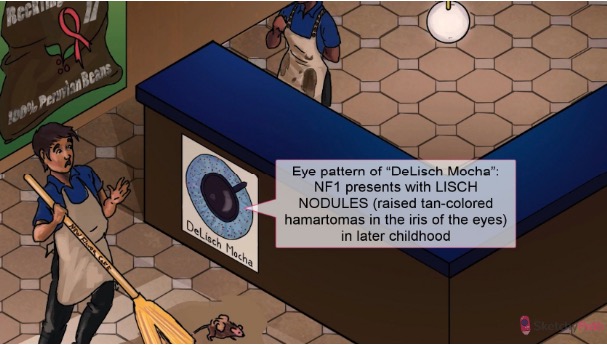 100% Peruvian Beans
Eye pattern of "DeLisch Mocha":
NF1 presents with LISCH
NODULES (raised tan-colored
hamartomas in the iris of the eyes)
in later childhood
DeLisch Mocha
Sketchy